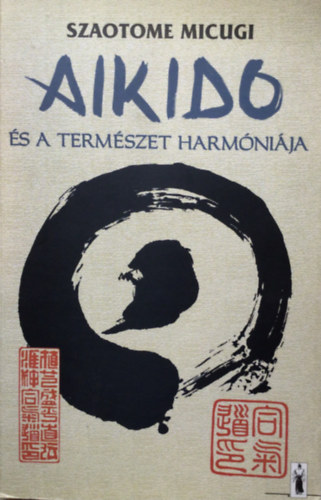 SZAOTOME MICUGI
AIKIDO
ÉS A TERMÉSZET HARMÓNIÁJA